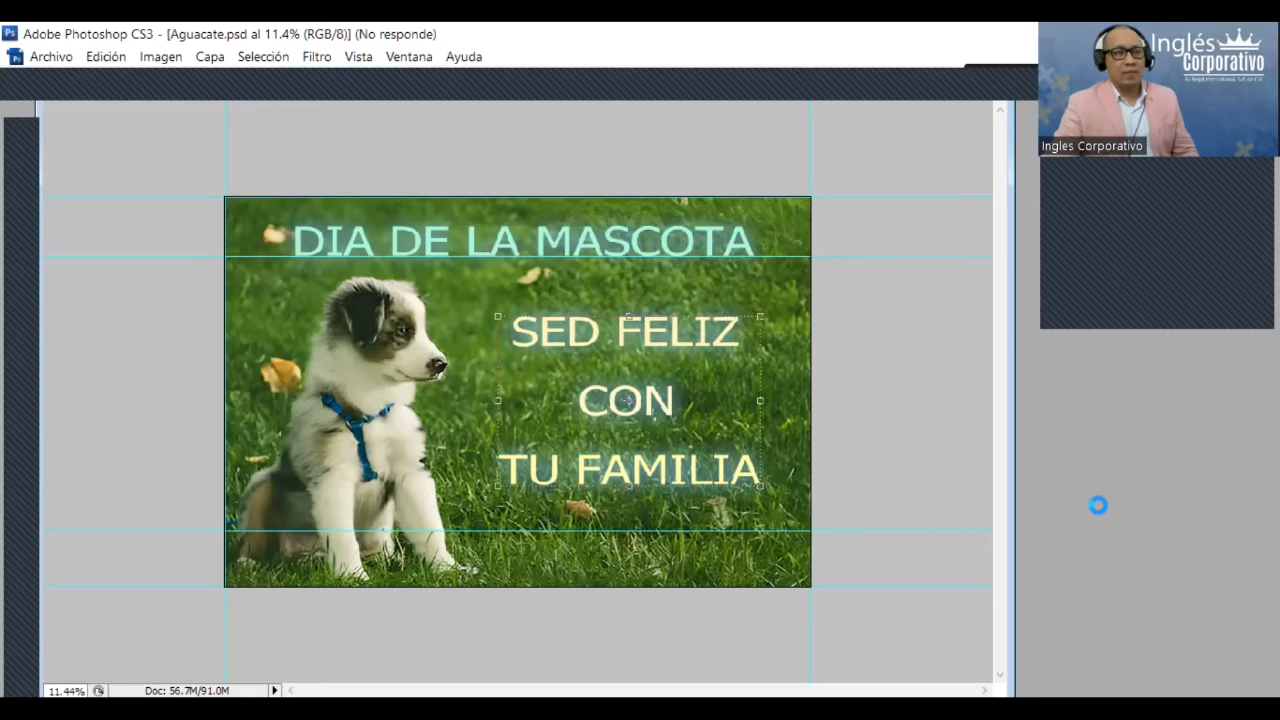 Ps Adobe Photoshop CS3 - [Aguacate.psd al 11.4% (RGB/8)] (No responde)
Ps Archivo Edición Imagen Capa Selección Filtro Vista Ventana Ayuda
Inglés
Corporativo
Ingles Corporativo
DIA DE LA MASCOTA
SED FELIZ
CON
TU FAMILIA
11.44% Doc: 56.7M/91.0M